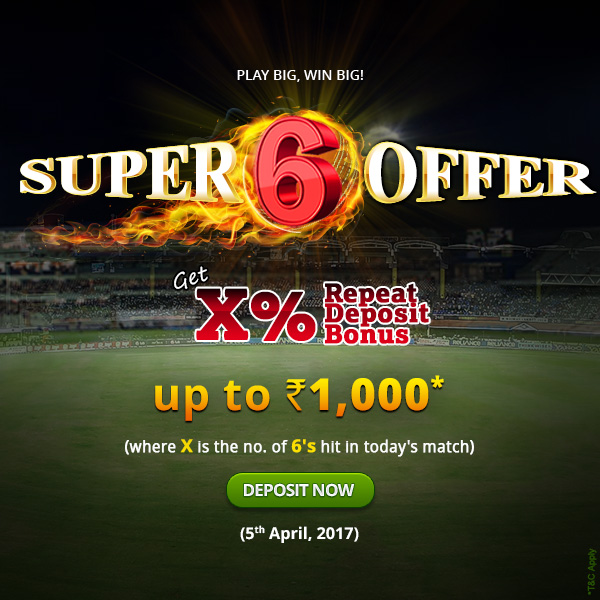 PLAY BIG, WIN BIG!
SUPER 6 OFFER
Get
X% Repeat
Deposit
Bonus
up to ₹1,000*
(where X is the no. of 6's hit in today's match)
DEPOSIT NOW
(5th April, 2017)
*T&C Apply
RELIANCE